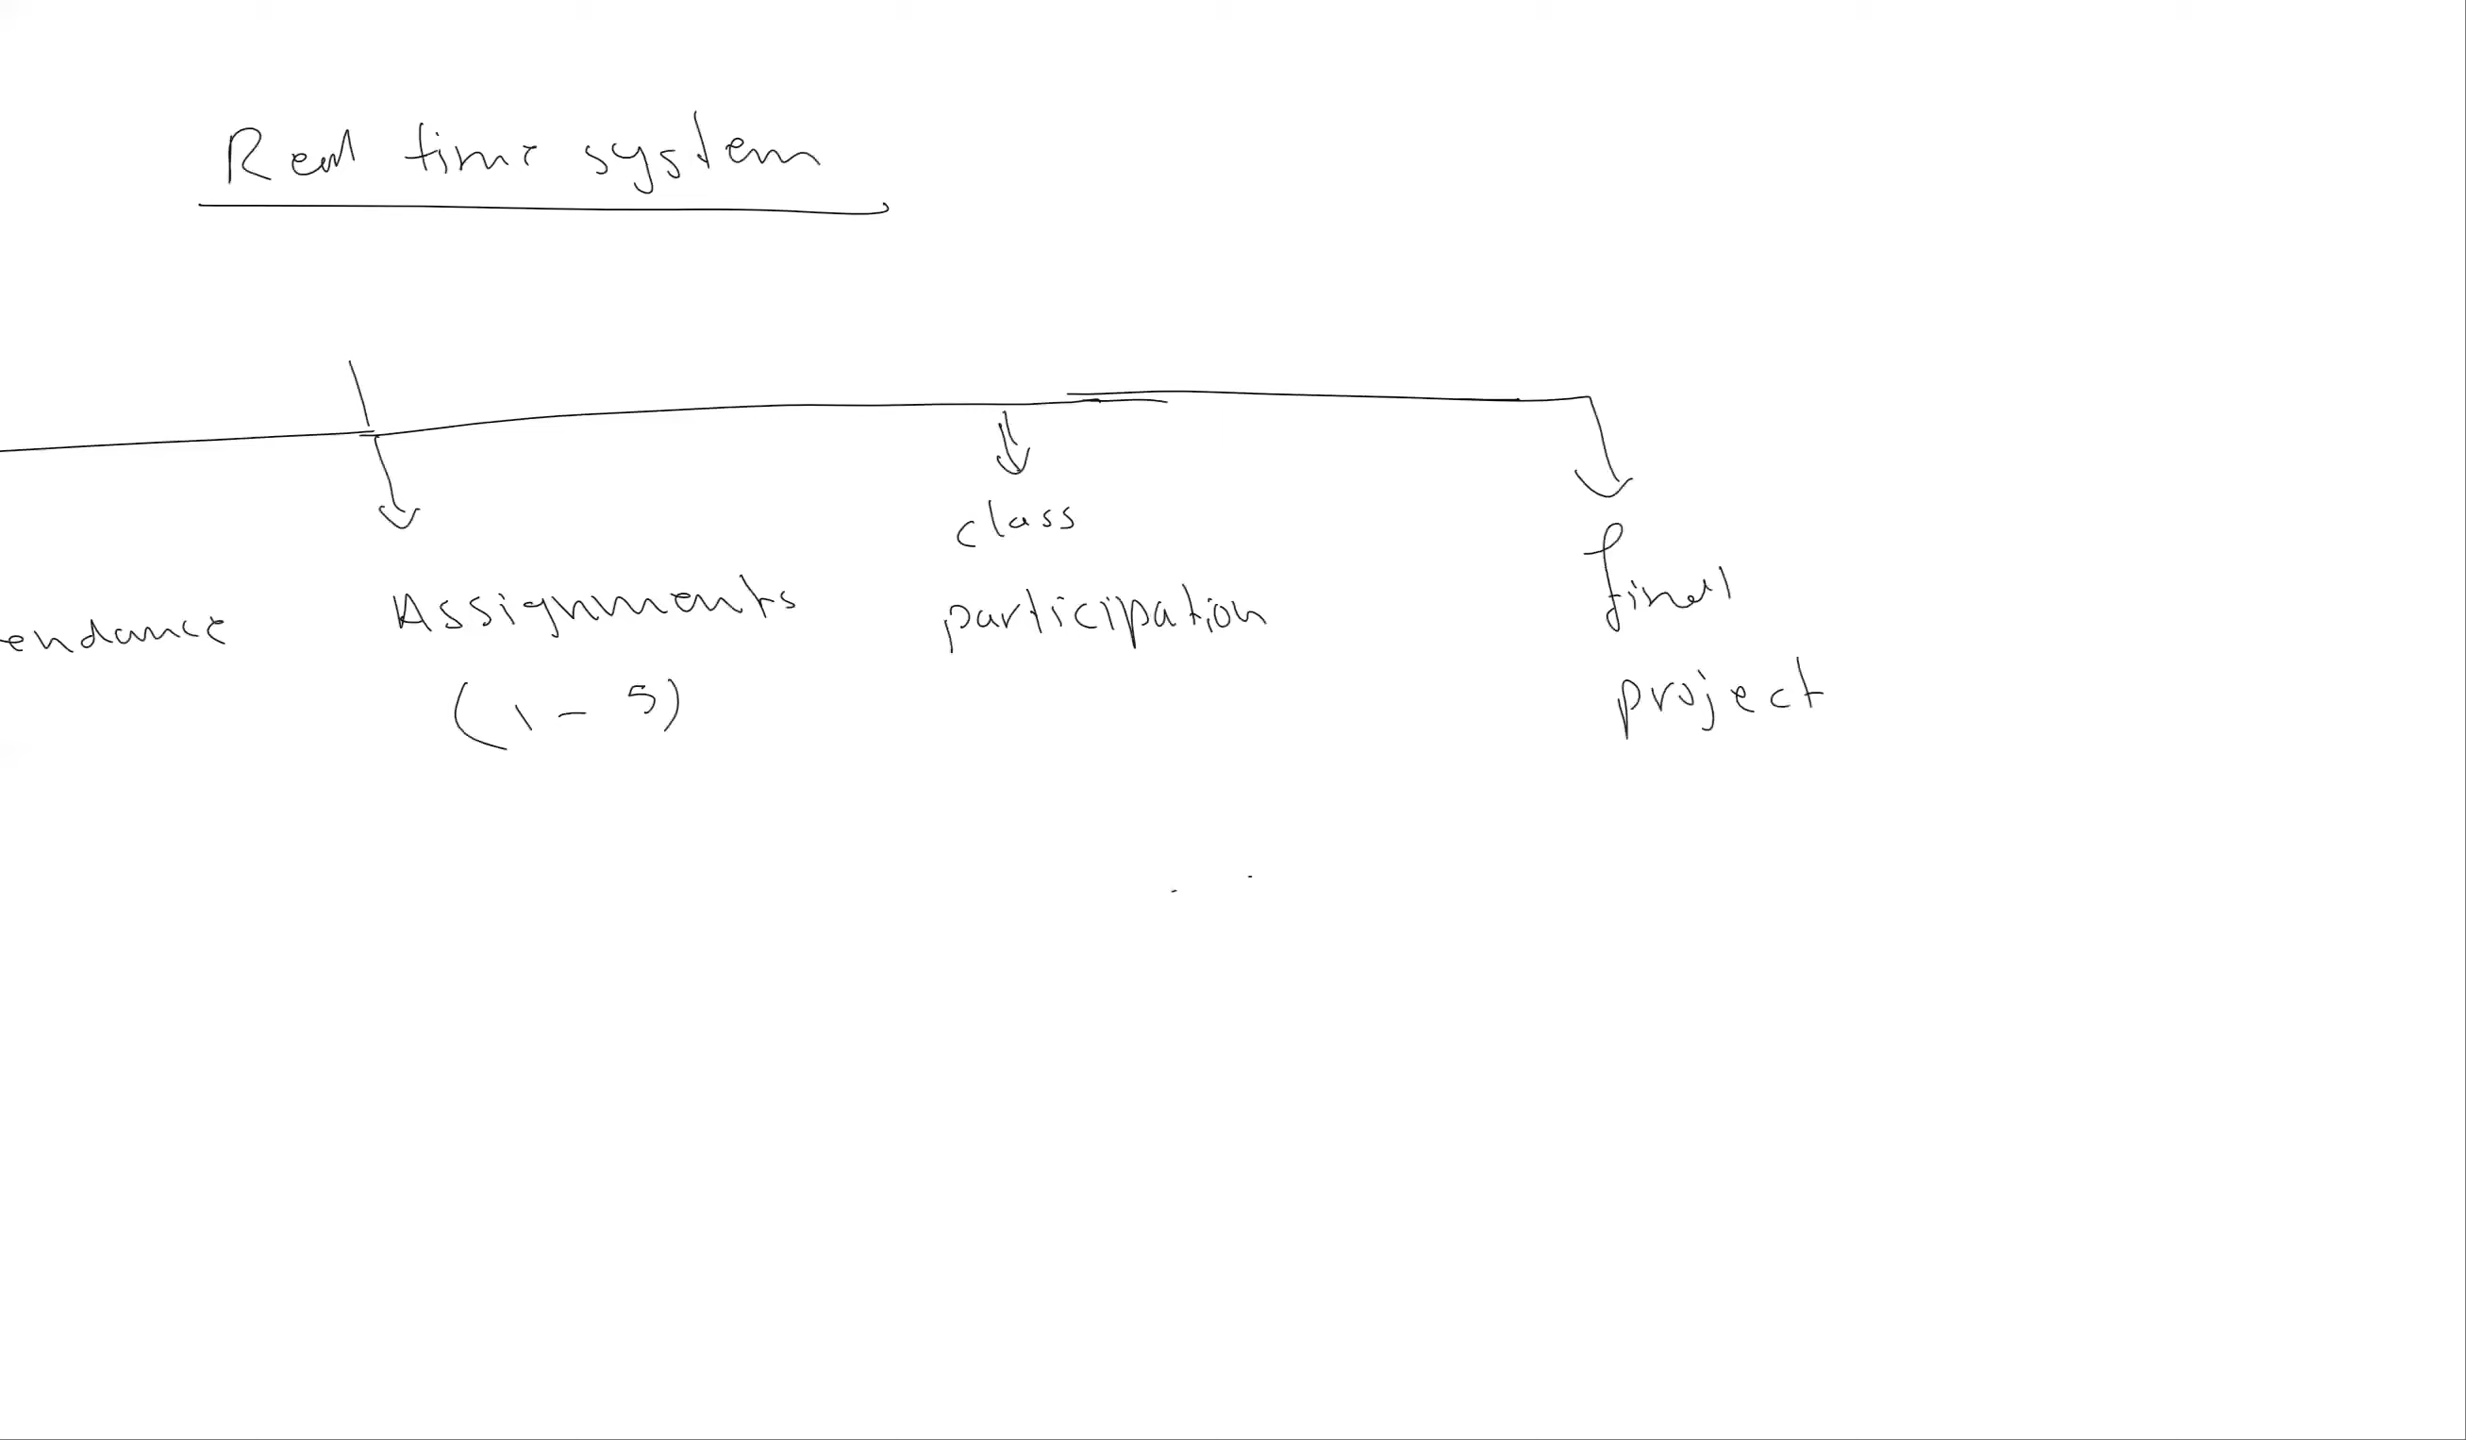 Real time system
class
final
endance Assignments participation
(1 - 5)
project